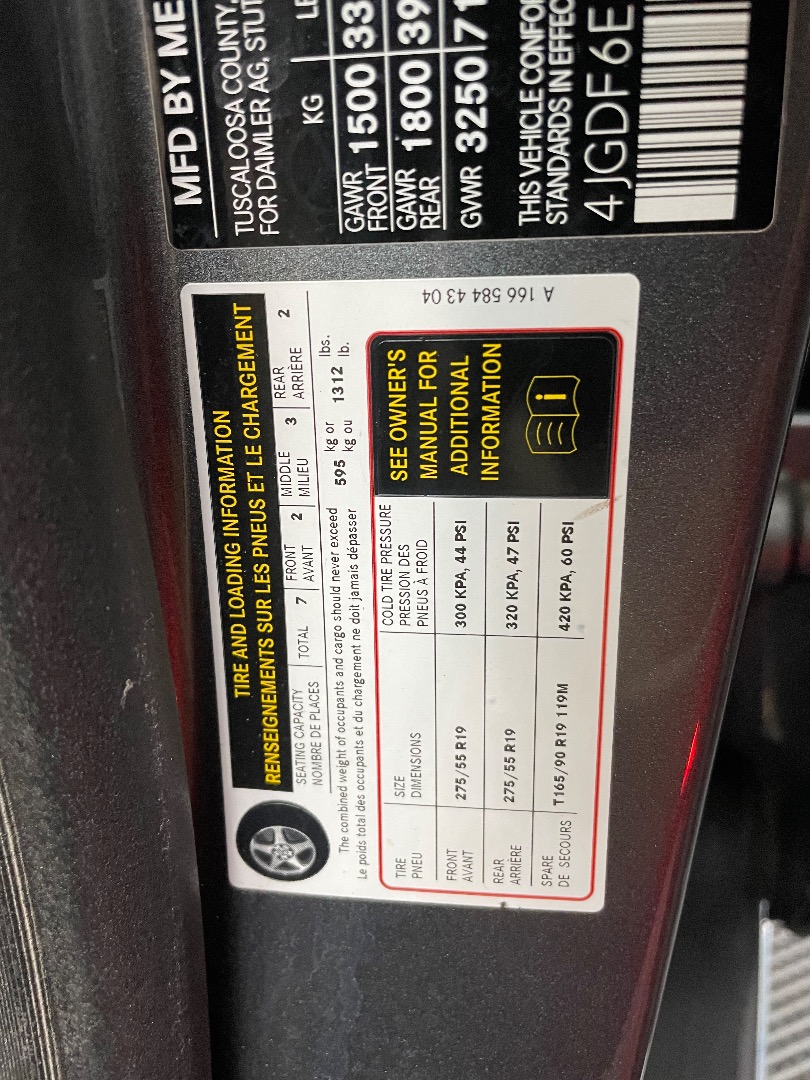 MFD BY ME
TUSCALOOSA COUNTY,
FOR DAIMLER AG, STUT
KG
GAWR FRONT 1500 33
GAWR REAR 1800 39
GVWR 3250 71
THIS VEHICLE CONFO
STANDARDS IN EFFEC
4JGDF6E
TIRE AND LOADING INFORMATION
RENSEIGNEMENTS SUR LES PNEUS ET LE CHARGEMENT
SEATING CAPACITY
NOMBRE DE PLACES
TOTAL 7
FRONT
AVANT
2
MIDDLE
MILIEU
3
REAR
ARRIÈRE
2
The combined weight of occupants and cargo should never exceed 595 kg or 1312 lbs.
Le poids total des occupants et du chargement ne doit jamais dépasser kg ou lb.
TIRE
PNEU
SIZE
DIMENSIONS
COLD TIRE PRESSURE
PRESSION DES
PNEUS À FROID
FRONT
AVANT
275/55 R19
300 KPA, 44 PSI
REAR
ARRIÈRE
275/55 R19
320 KPA, 47 PSI
SPARE
DE SECOURS
T165/90 R19 119M
420 KPA, 60 PSI
SEE OWNER'S
MANUAL FOR
ADDITIONAL
INFORMATION
A 166 584 43 04